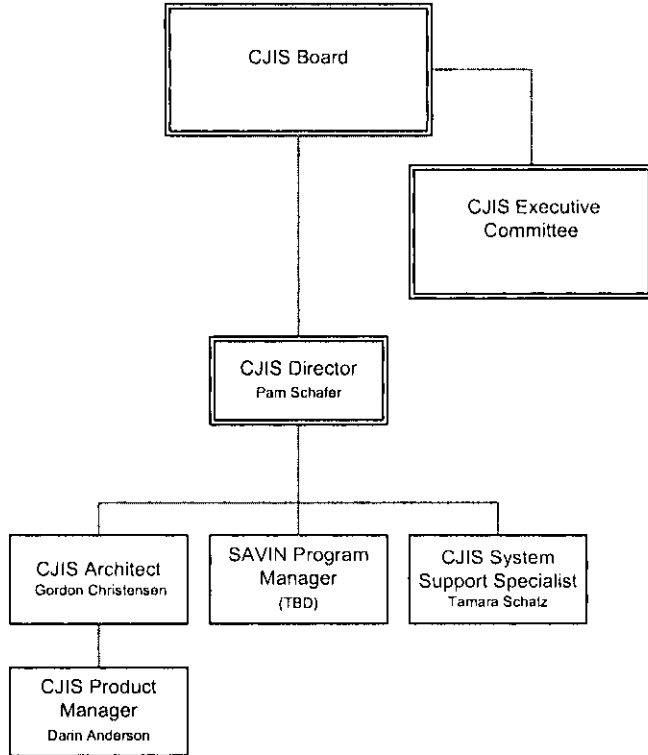 CJIS Board
CJIS Executive
Committee
CJIS Director
Pam Schafer
CJIS Architect
Gordon Christensen
SAVIN Program
Manager
(TBD)
CJIS System
Support Specialist
Tamara Schatz
CJIS Product
Manager
Darin Anderson